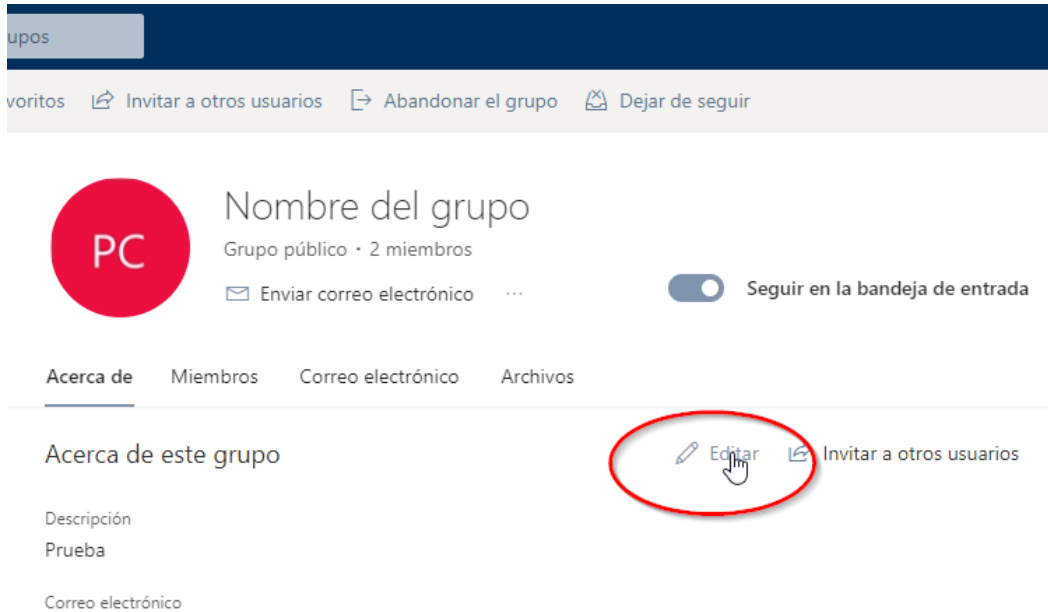 upos
voritos Invitar a otros usuarios Abandonar el grupo Dejar de seguir
PC
Nombre del grupo
Grupo público · 2 miembros
Enviar correo electrónico ...
Seguir en la bandeja de entrada
Acerca de Miembros Correo electrónico Archivos
Acerca de este grupo
Editar Invitar a otros usuarios
Descripción
Prueba
Correo electrónico